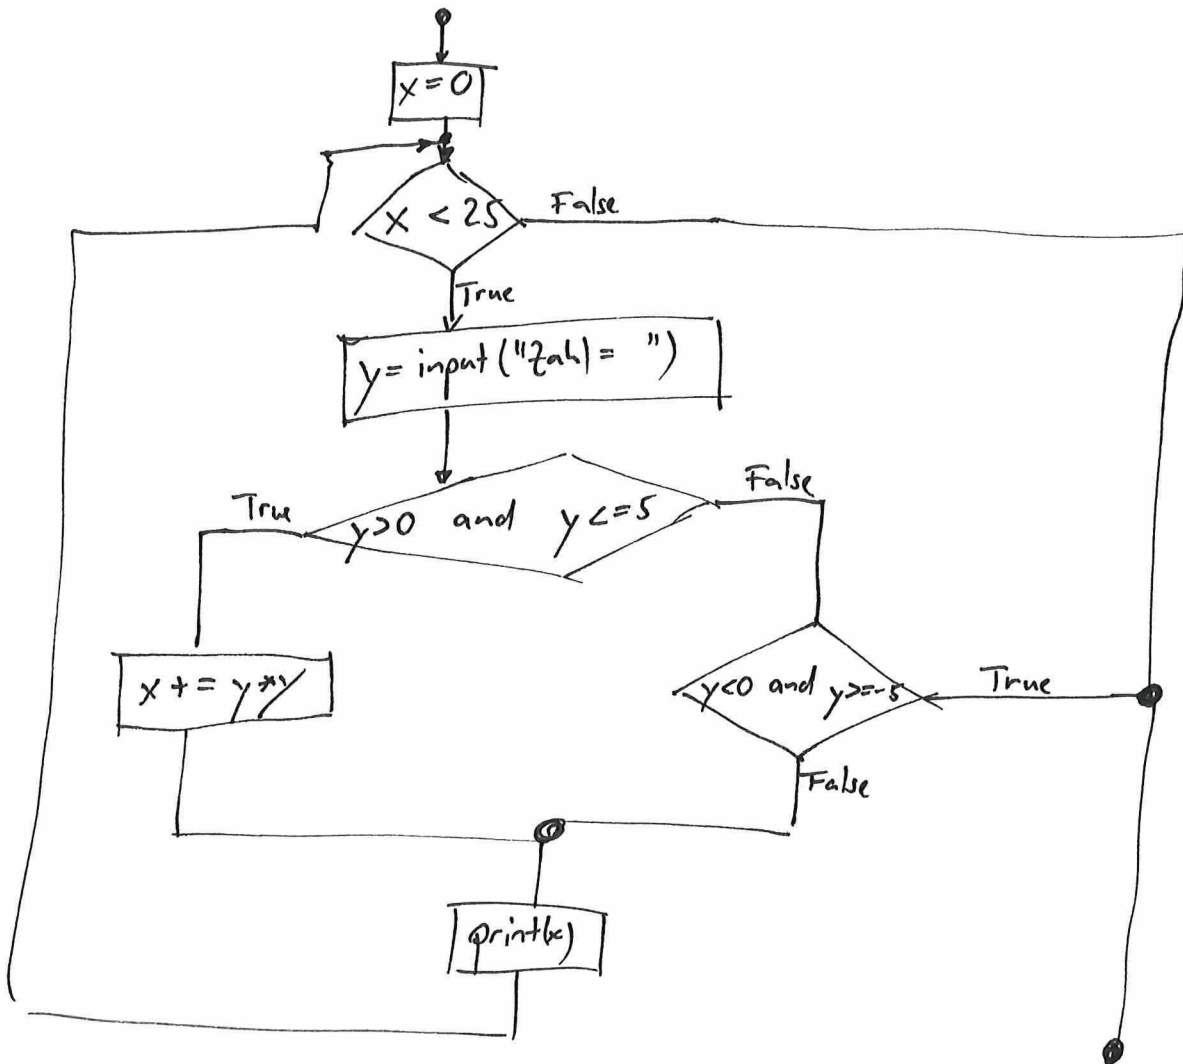 x = 0
x < 25
False
True
y = input ("Zahl = ")
True
y>0 and y<=5
False
x += y*y
y<0 and y>=-5
True
False
print(x)